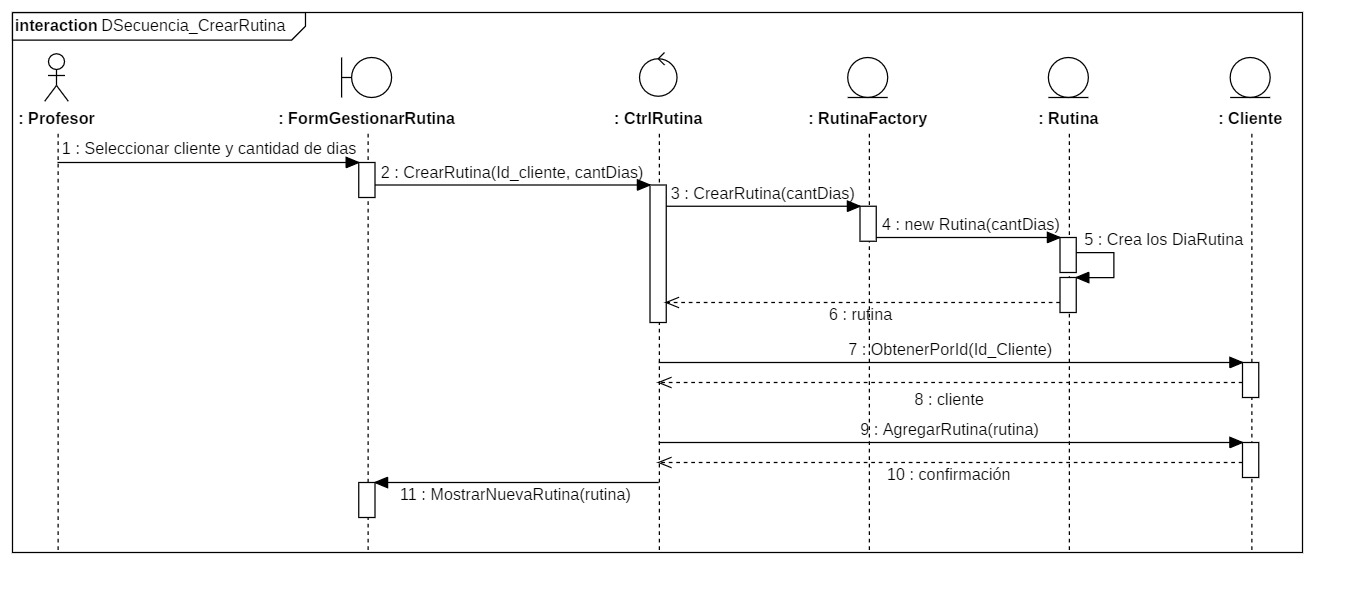 interaction DSecuencia_CrearRutina
: Profesor
: FormGestionarRutina
: CtrlRutina
: RutinaFactory
: Rutina
: Cliente
1 : Seleccionar cliente y cantidad de dias
2 : CrearRutina(Id_cliente, cantDias)
3 : CrearRutina(cantDias)
4 : new Rutina(cantDias)
5 : Crea los DiaRutina
6 : rutina
7 : ObtenerPorId(Id_Cliente)
8 : cliente
9 : AgregarRutina(rutina)
10 : confirmación
11 : MostrarNuevaRutina(rutina)